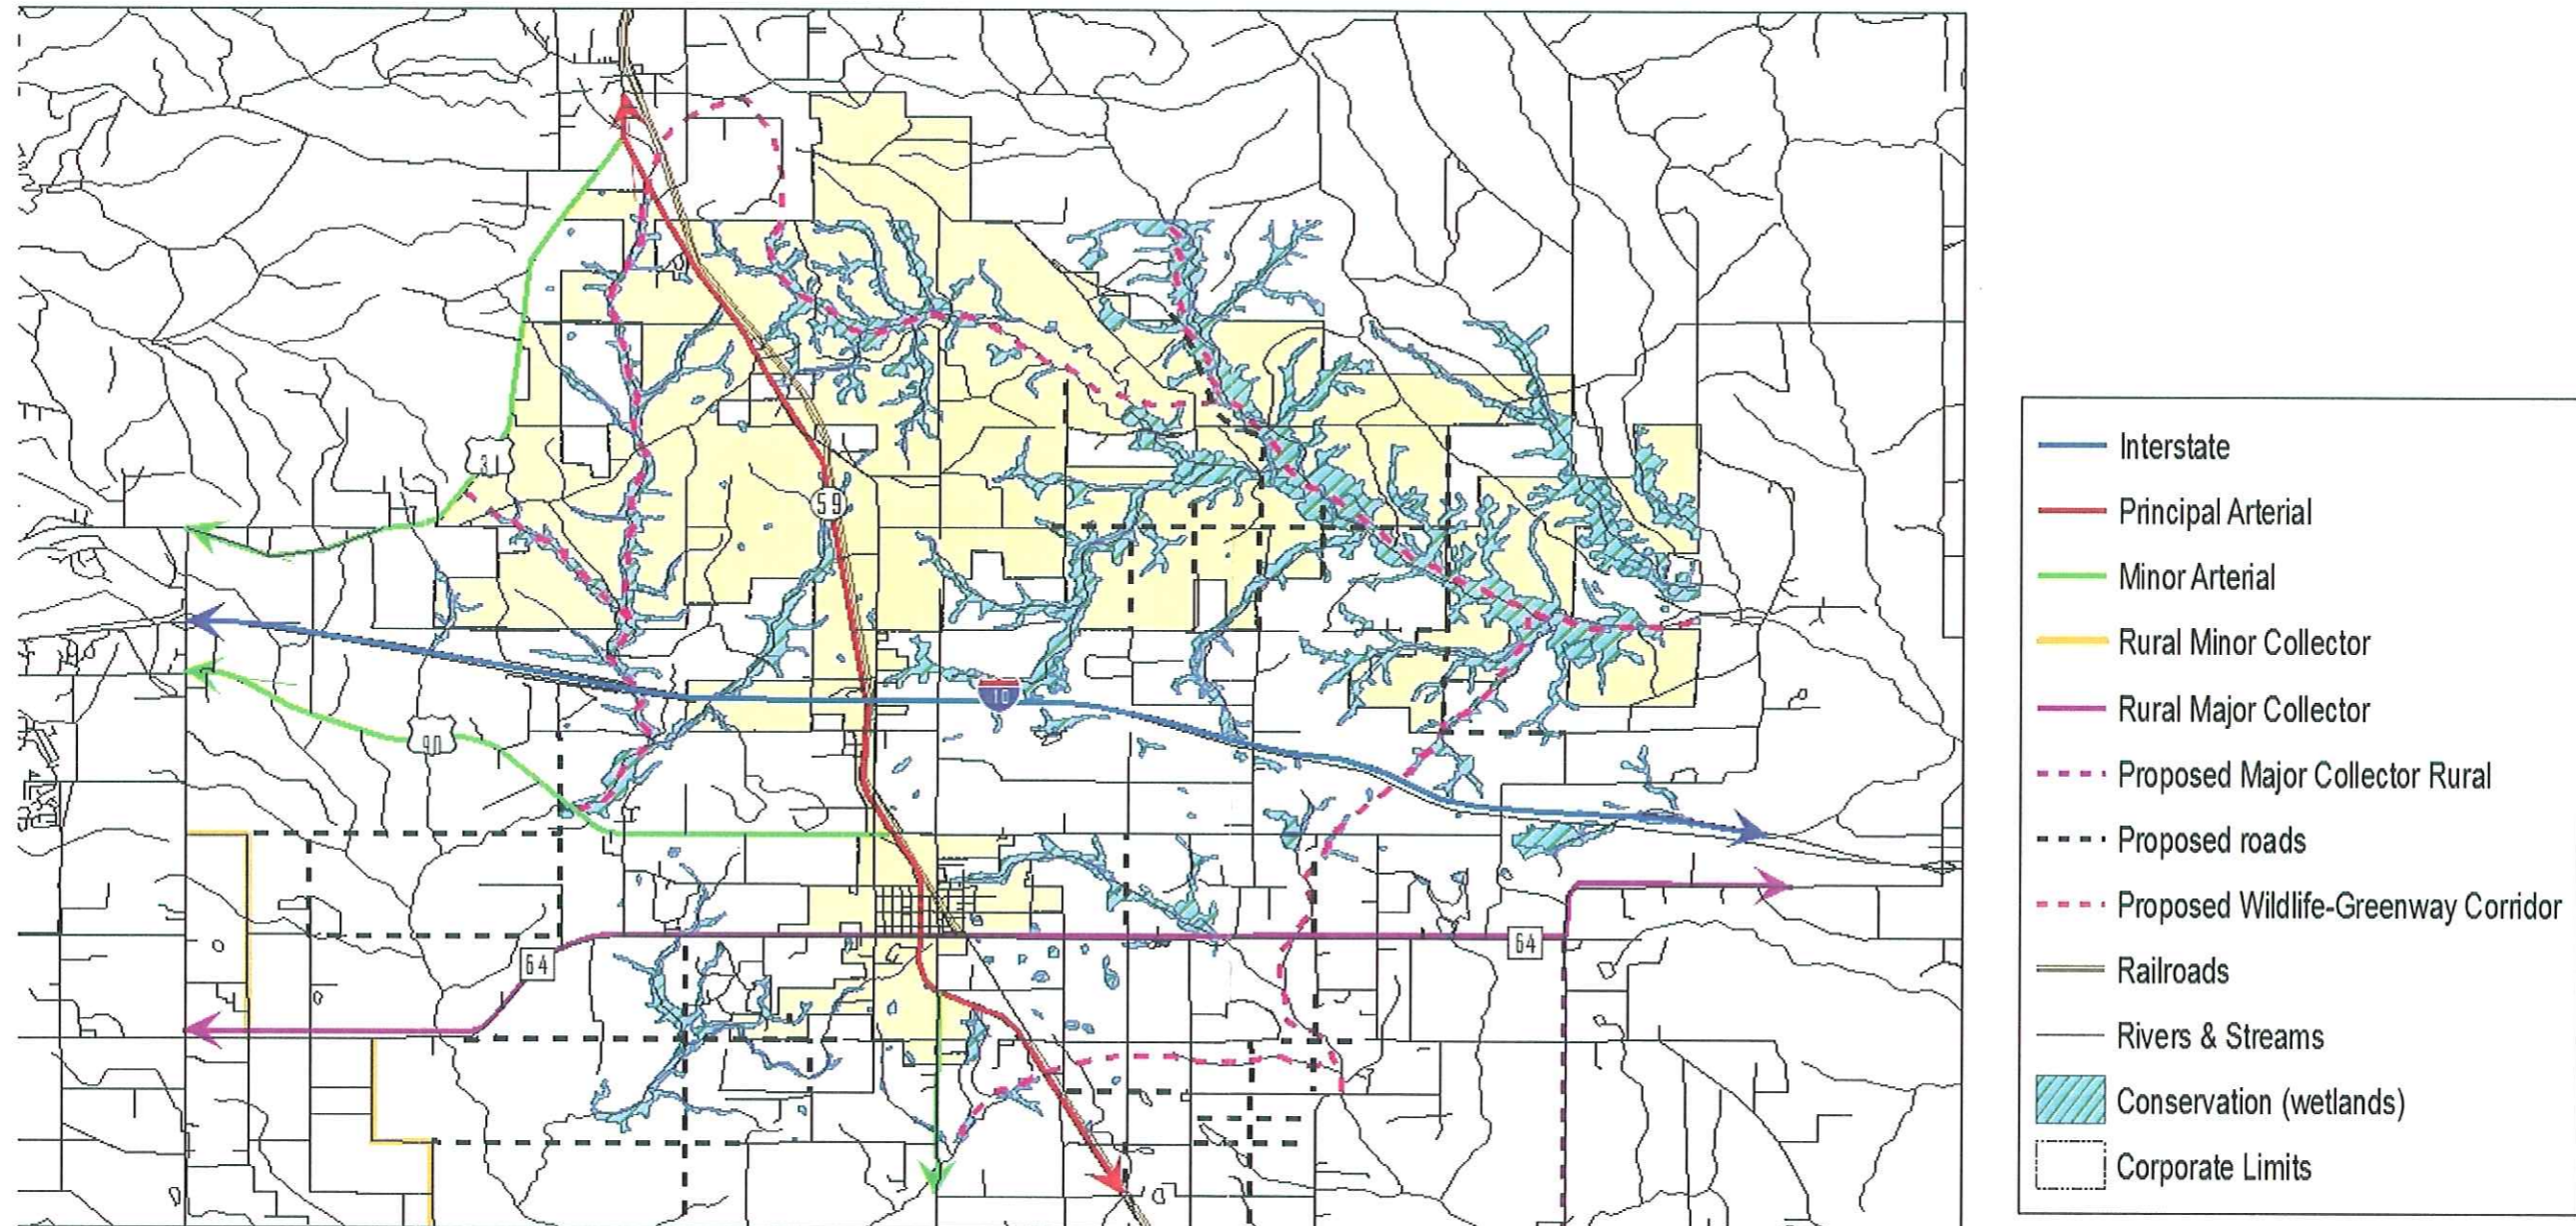 31
59
10
90
64
64
Interstate
Principal Arterial
Minor Arterial
Rural Minor Collector
Rural Major Collector
Proposed Major Collector Rural
Proposed roads
Proposed Wildlife-Greenway Corridor
Railroads
Rivers & Streams
Conservation (wetlands)
Corporate Limits